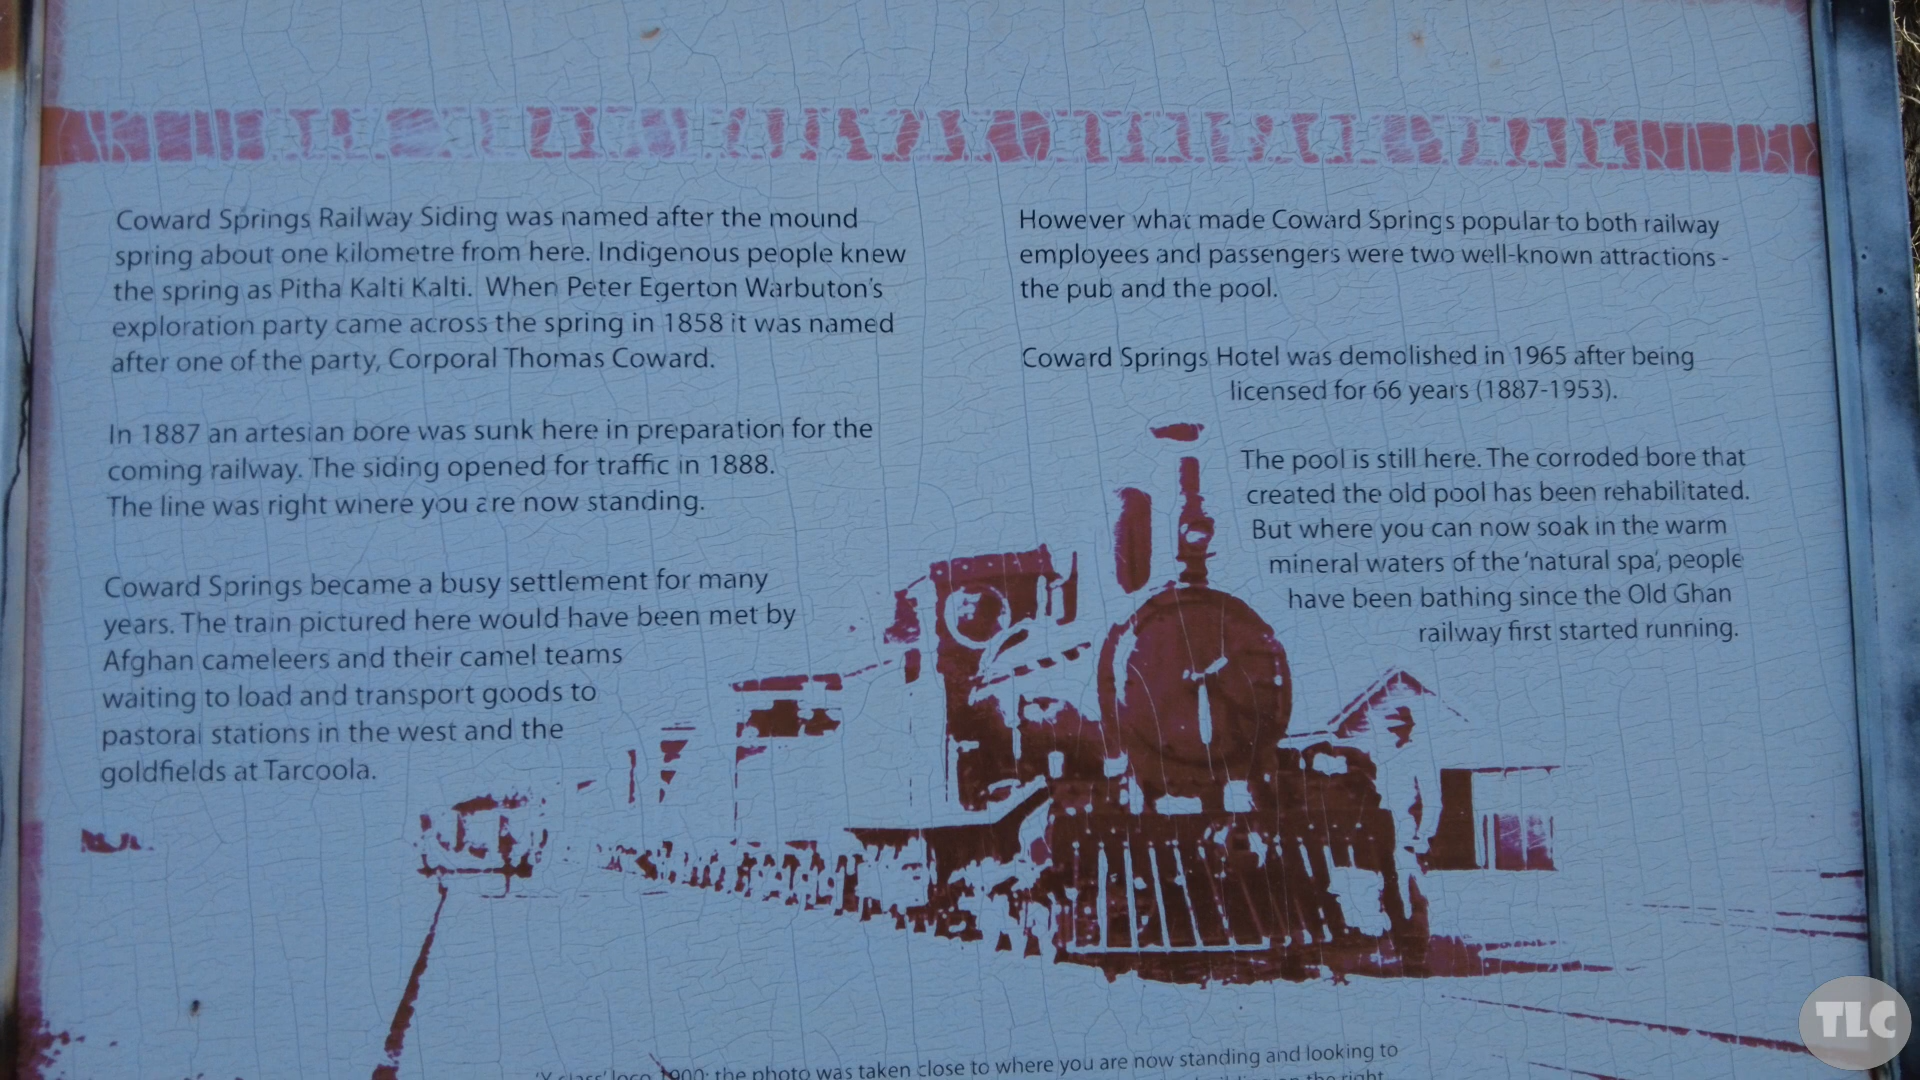 Coward Springs Railway Siding was named after the mound
spring about one kilometre from here. Indigenous people knew
the spring as Pitha Kalti Kalti. When Peter Egerton Warbuton's
exploration party came across the spring in 1858 it was named
after one of the party, Corporal Thomas Coward.
In 1887 an artesian bore was sunk here in preparation for the
coming railway. The siding opened for traffic in 1888.
The line was right where you are now standing.
Coward Springs became a busy settlement for many
years. The train pictured here would have been met by
Afghan cameleers and their camel teams
waiting to load and transport goods to
pastoral stations in the west and the
goldfields at Tarcoola.
However what made Coward Springs popular to both railway
employees and passengers were two well-known attractions -
the pub and the pool.
Coward Springs Hotel was demolished in 1965 after being
licensed for 66 years (1887-1953).
The pool is still here. The corroded bore that
created the old pool has been rehabilitated.
But where you can now soak in the warm
mineral waters of the 'natural spa', people
have been bathing since the Old Ghan
railway first started running.
loco 1900: the photo was taken close to where you are now standing and looking to
the right
TLC